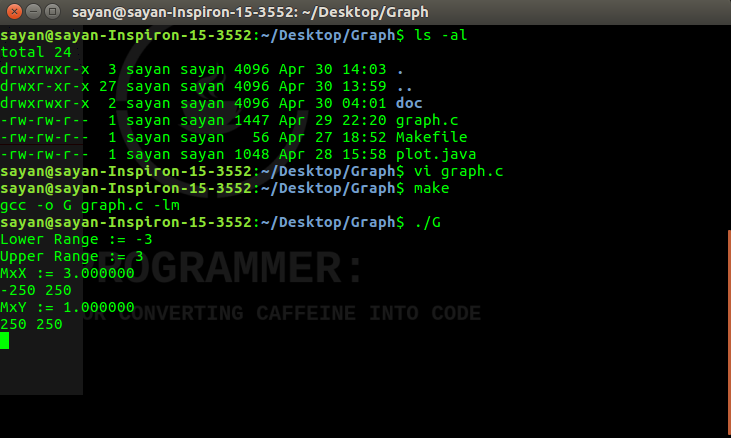 sayan@sayan-Inspiron-15-3552: ~/Desktop/Graph
sayan@sayan-Inspiron-15-3552:~/Desktop/Graph$ ls -al
total 24
drwxrwxr-x  3 sayan sayan 4096 Apr 30 14:03 .
drwxr-xr-x 27 sayan sayan 4096 Apr 30 13:59 ..
drwxrwxr-x  2 sayan sayan 4096 Apr 30 04:01 doc
-rw-rw-r--  1 sayan sayan 1447 Apr 29 22:20 graph.c
-rw-rw-r--  1 sayan sayan   56 Apr 27 18:52 Makefile
-rw-rw-r--  1 sayan sayan 1048 Apr 28 15:58 plot.java
sayan@sayan-Inspiron-15-3552:~/Desktop/Graph$ vi graph.c
sayan@sayan-Inspiron-15-3552:~/Desktop/Graph$ make
gcc -o G graph.c -lm
sayan@sayan-Inspiron-15-3552:~/Desktop/Graph$ ./G
Lower Range := -3
Upper Range := 3
ROGRAMMER:
MxX := 3.000000
-250 250
MxY := 1.000000
OR CONVERTING CAFFEINE INTO CODE
250 250